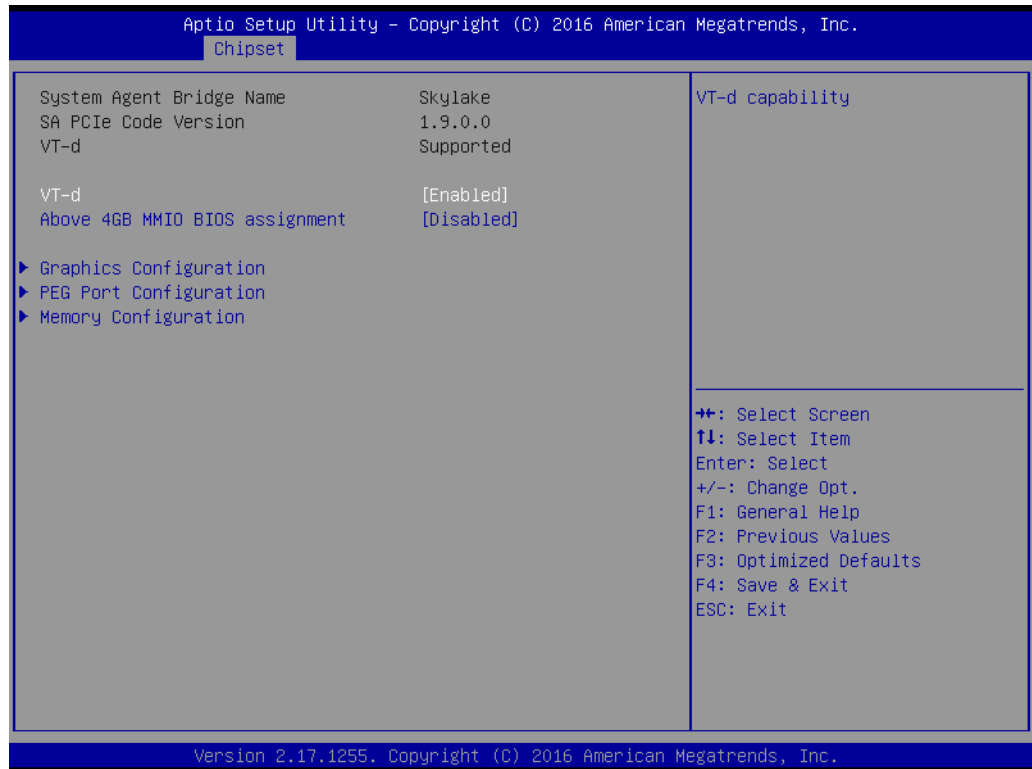 Aptio Setup Utility – Copyright (C) 2016 American Megatrends, Inc.
Chipset
System Agent Bridge Name Skylake
SA PCIe Code Version 1.9.0.0
VT-d Supported
VT-d [Enabled]
Above 4GB MMIO BIOS assignment [Disabled]
Graphics Configuration
PEG Port Configuration
Memory Configuration
VT-d capability
→←: Select Screen
↑↓: Select Item
Enter: Select
+/-: Change Opt.
F1: General Help
F2: Previous Values
F3: Optimized Defaults
F4: Save & Exit
ESC: Exit
Version 2.17.1255. Copyright (C) 2016 American Megatrends, Inc.